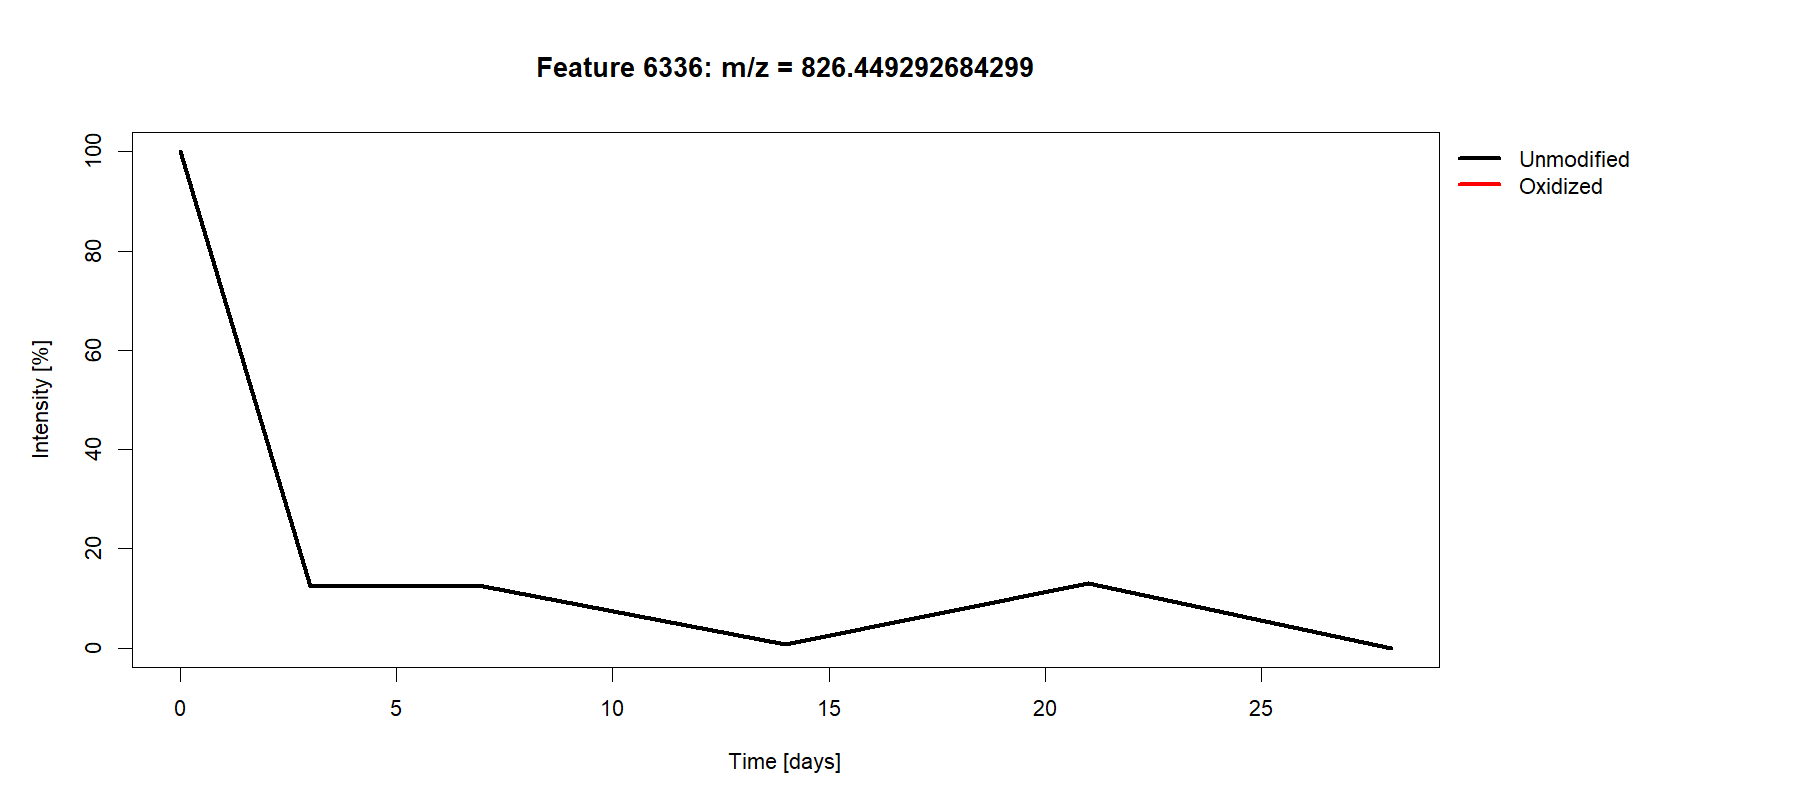 Feature 6336: m/z = 826.449292684299
Unmodified
Oxidized
Intensity [%]
100
80
60
40
20
0
0 5 10 15 20 25
Time [days]